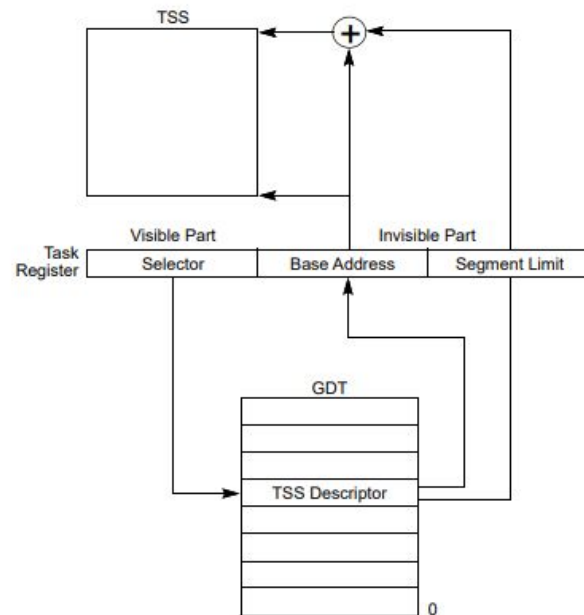 TSS
+
Visible Part
Invisible Part
Task
Register
Selector
Base Address
Segment Limit
GDT
TSS Descriptor
0